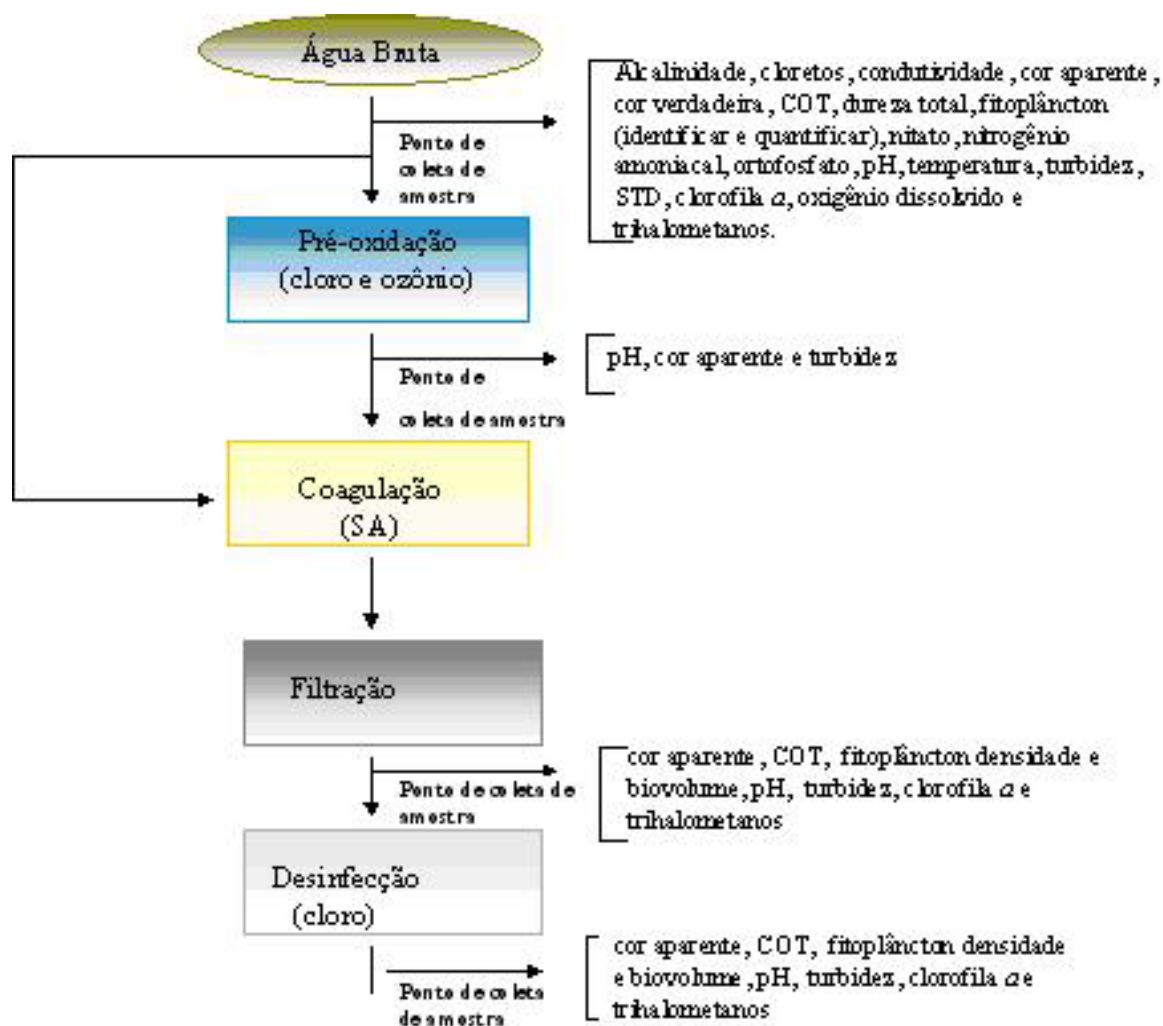 Água Bruta
Alcalinidade, cloretos, condutividade, cor aparente,
cor verdadeira, COT, dureza total, fitoplâncton
(identificar e quantificar), nitato, nitrogênio
amoniacal, ortofosfato, pH, temperatura, turbidez,
STD, clorofila a, oxigênio dissolvido e
trihalometanos.
Ponto de
coleta de
amostra
Pré-oxidação
(cloro e ozônio)
pH, cor aparente e turbidez
Ponto de
coleta de amostra
Coagulação
(SA)
Filtração
cor aparente, COT, fitoplâncton densidade e
biovolume, pH, turbidez, clorofila a e
trihalometanos
Ponto de coleta de
amostra
Desinfecção
(cloro)
cor aparente, COT, fitoplâncton densidade
e biovolume, pH, turbidez, clorofila a e
trihalometanos
Ponto de coleta
de amostra